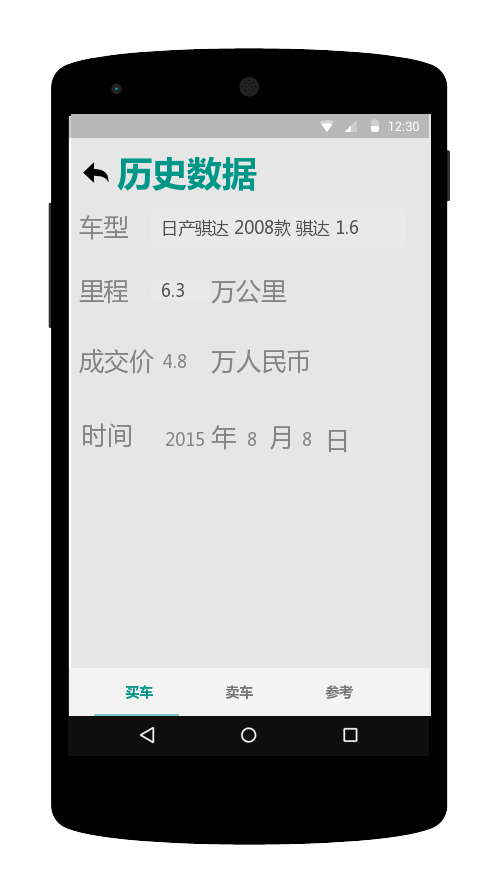 12:30
历史数据
车型 日产骐达 2008款 骐达 1.6
里程 6.3 万公里
成交价 4.8 万人民币
时间 2015 年 8 月 8 日
买车 卖车 参考